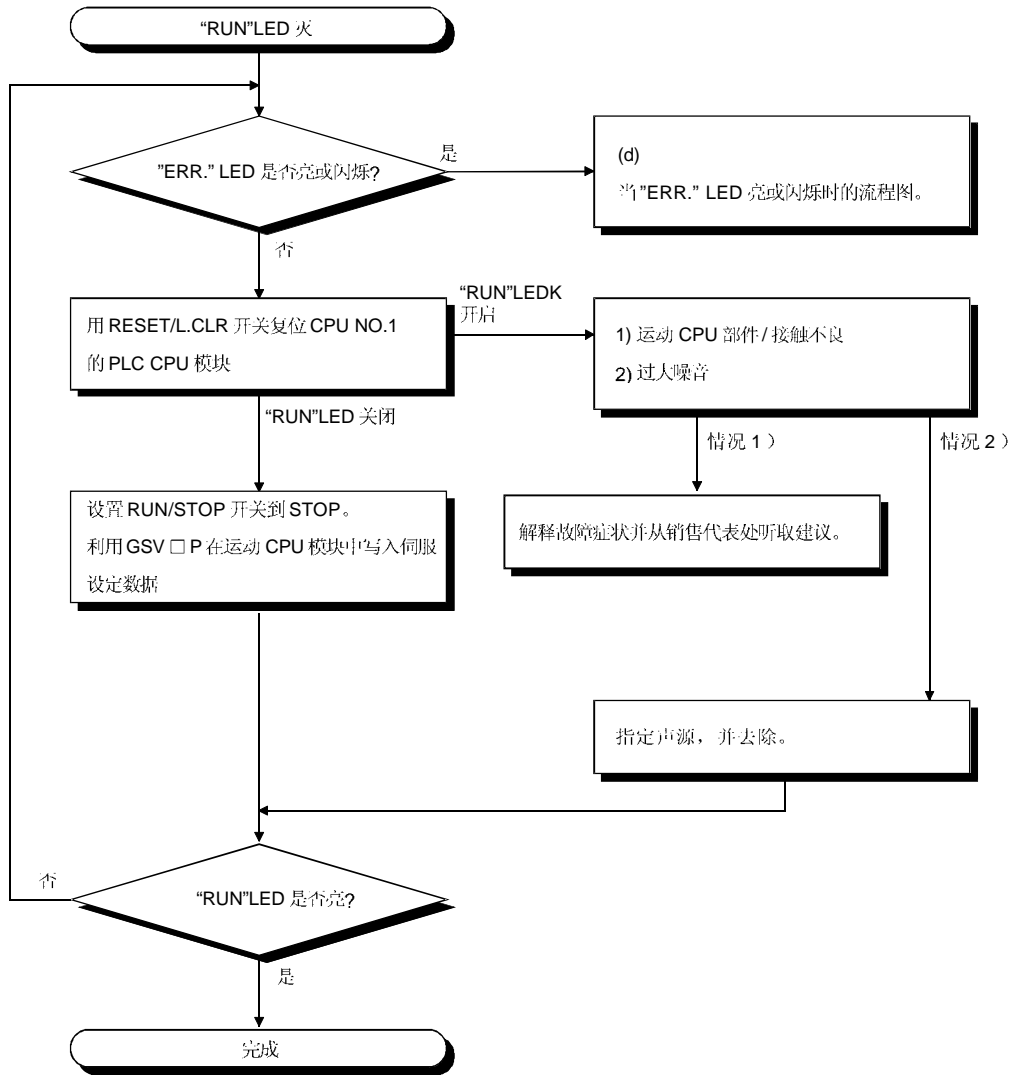 “RUN”LED 灭
”ERR.” LED 是否亮或闪烁?
是
(d)
当”ERR.” LED 亮或闪烁时的流程图。
否
用 RESET/L.CLR 开关复位 CPU NO.1
的 PLC CPU 模块
“RUN”LEDK
开启
1) 运动 CPU 部件 / 接触不良
2) 过大噪音
“RUN”LED 关闭
情况 1）
情况 2）
设置 RUN/STOP 开关到 STOP。
利用 GSV □ P 在运动 CPU 模块中写入伺服
设定数据
解释故障症状并从销售代表处听取建议。
指定声源，并去除。
否
“RUN”LED 是否亮?
是
完成